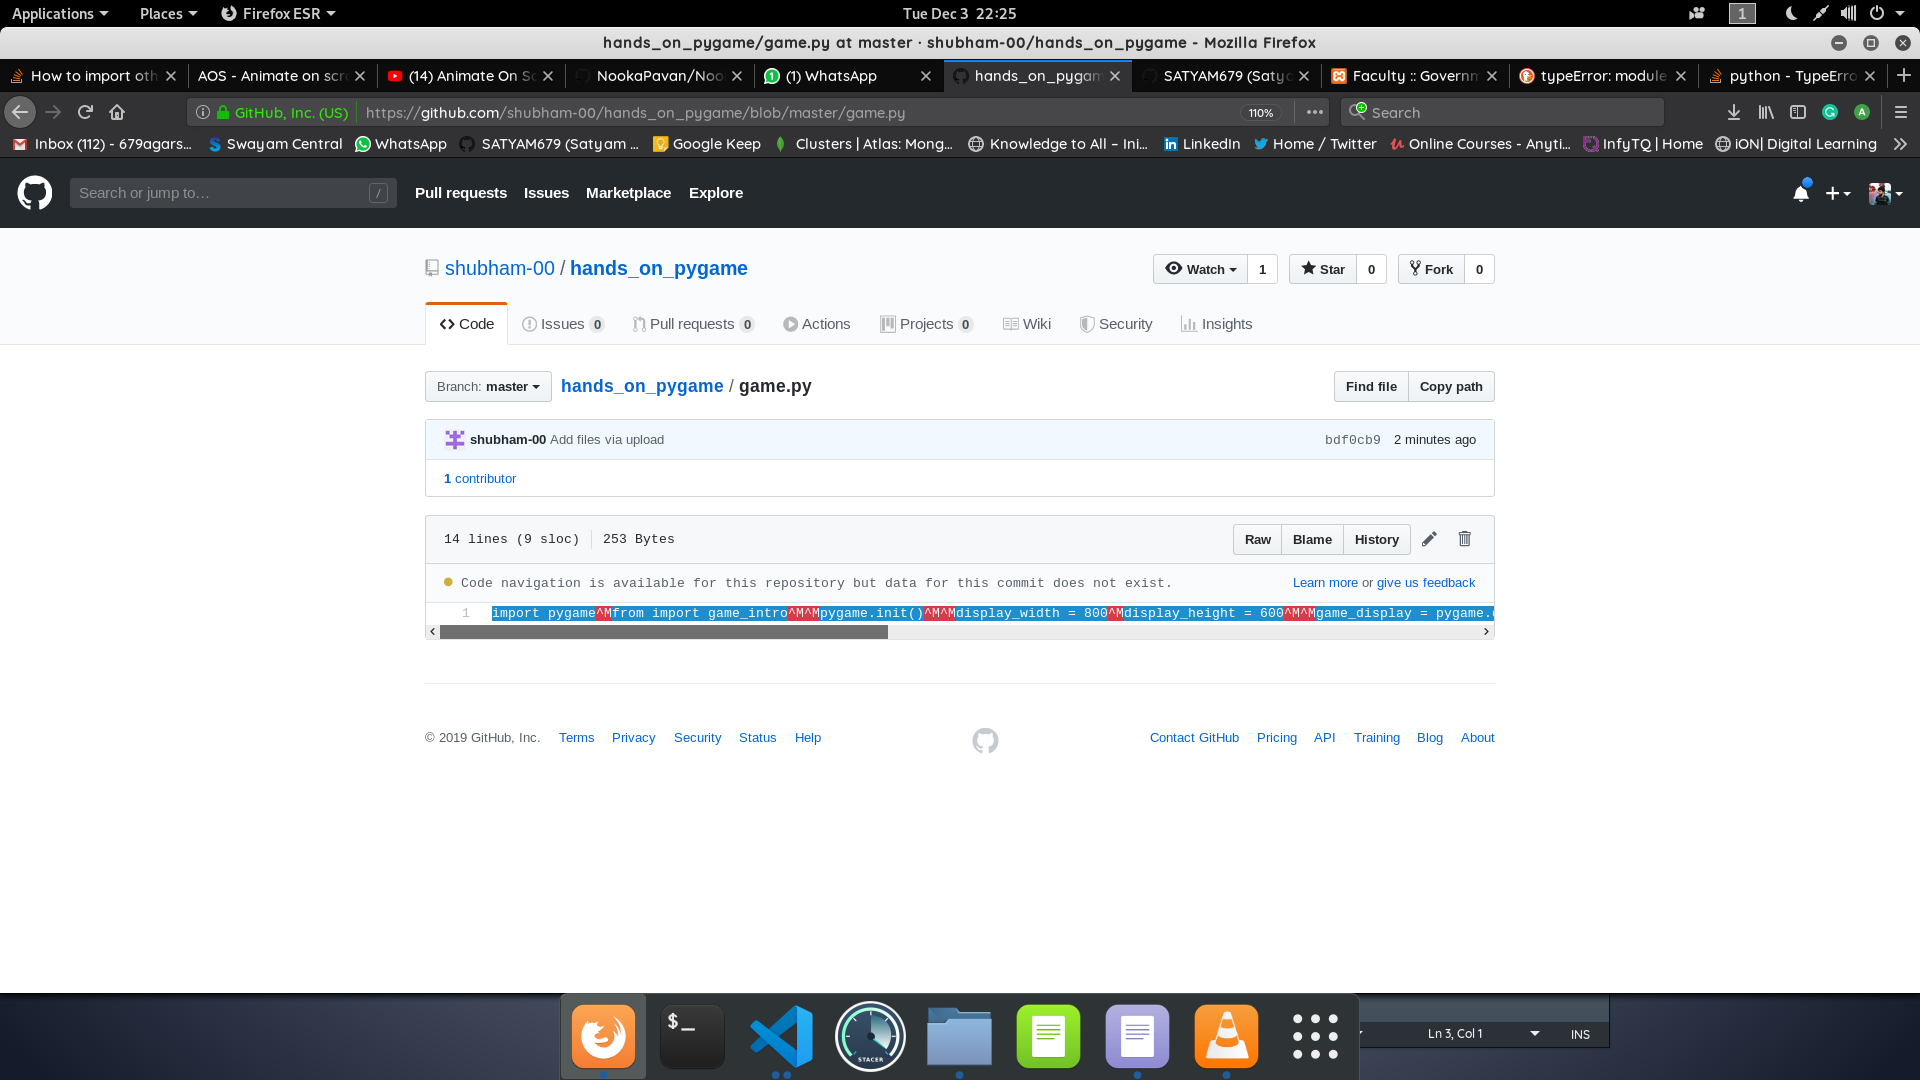 Applications Places Firefox ESR Tue Dec 3 22:25 1
hands_on_pygame/game.py at master · shubham-00/hands_on_pygame - Mozilla Firefox
How to import oth AOS - Animate on scr (14) Animate On Sc NookaPavan/Noo (1) WhatsApp hands_on_pygam SATYAM679 (Satya Faculty :: Governm typeError: module python - TypeErro
GitHub, Inc. (US) https://github.com/shubham-00/hands_on_pygame/blob/master/game.py 110% Search
Inbox (112) - 679agars... Swayam Central WhatsApp SATYAM679 (Satyam ... Google Keep Clusters | Atlas: Mong... Knowledge to All – Ini... LinkedIn Home / Twitter Online Courses - Anyti... InfyTQ | Home iON| Digital Learning
Search or jump to… / Pull requests Issues Marketplace Explore
shubham-00 / hands_on_pygame Watch 1 Star 0 Fork 0
Code Issues 0 Pull requests 0 Actions Projects 0 Wiki Security Insights
Branch: master hands_on_pygame / game.py Find file Copy path
shubham-00 Add files via upload bdf0cb9 2 minutes ago
1 contributor
14 lines (9 sloc) 253 Bytes Raw Blame History
Code navigation is available for this repository but data for this commit does not exist. Learn more or give us feedback
1 import pygame^Mfrom import game_intro^M^Mpygame.init()^M^Mdisplay_width = 800^Mdisplay_height = 600^M^Mgame_display = pygame.
© 2019 GitHub, Inc. Terms Privacy Security Status Help Contact GitHub Pricing API Training Blog About
$_ STACER Ln 3, Col 1 INS